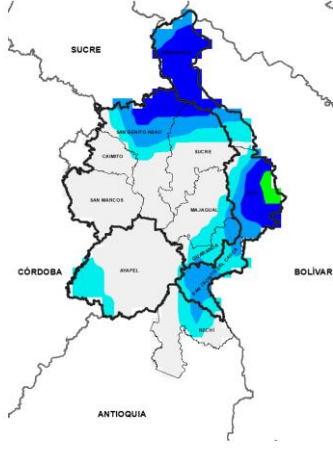 SUCRE
SAN BENITO ABAD
CAIMITO
SUCRE
SAN MARCOS
MAJAGUAL
GUARANDA
CÓRDOBA
AYAPEL
BOLÍVAR
NECHÍ
ANTIOQUIA